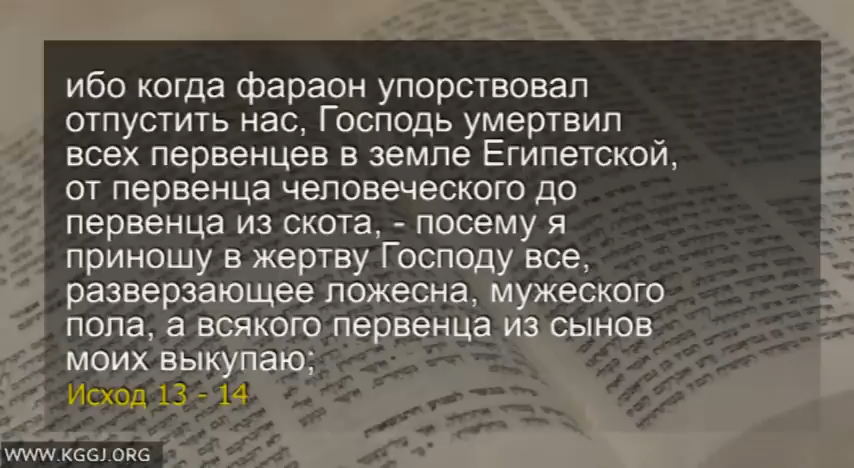 ибо когда фараон упорствовал
отпустить нас, Господь умертвил
всех первенцев в земле Египетской,
от первенца человеческого до
первенца из скота, - посему я
приношу в жертву Господу все,
разверзающее ложесна, мужеского
пола, а всякого первенца из сынов
моих выкупаю;
Исход 13 - 14
WWW.KGGJ.ORG